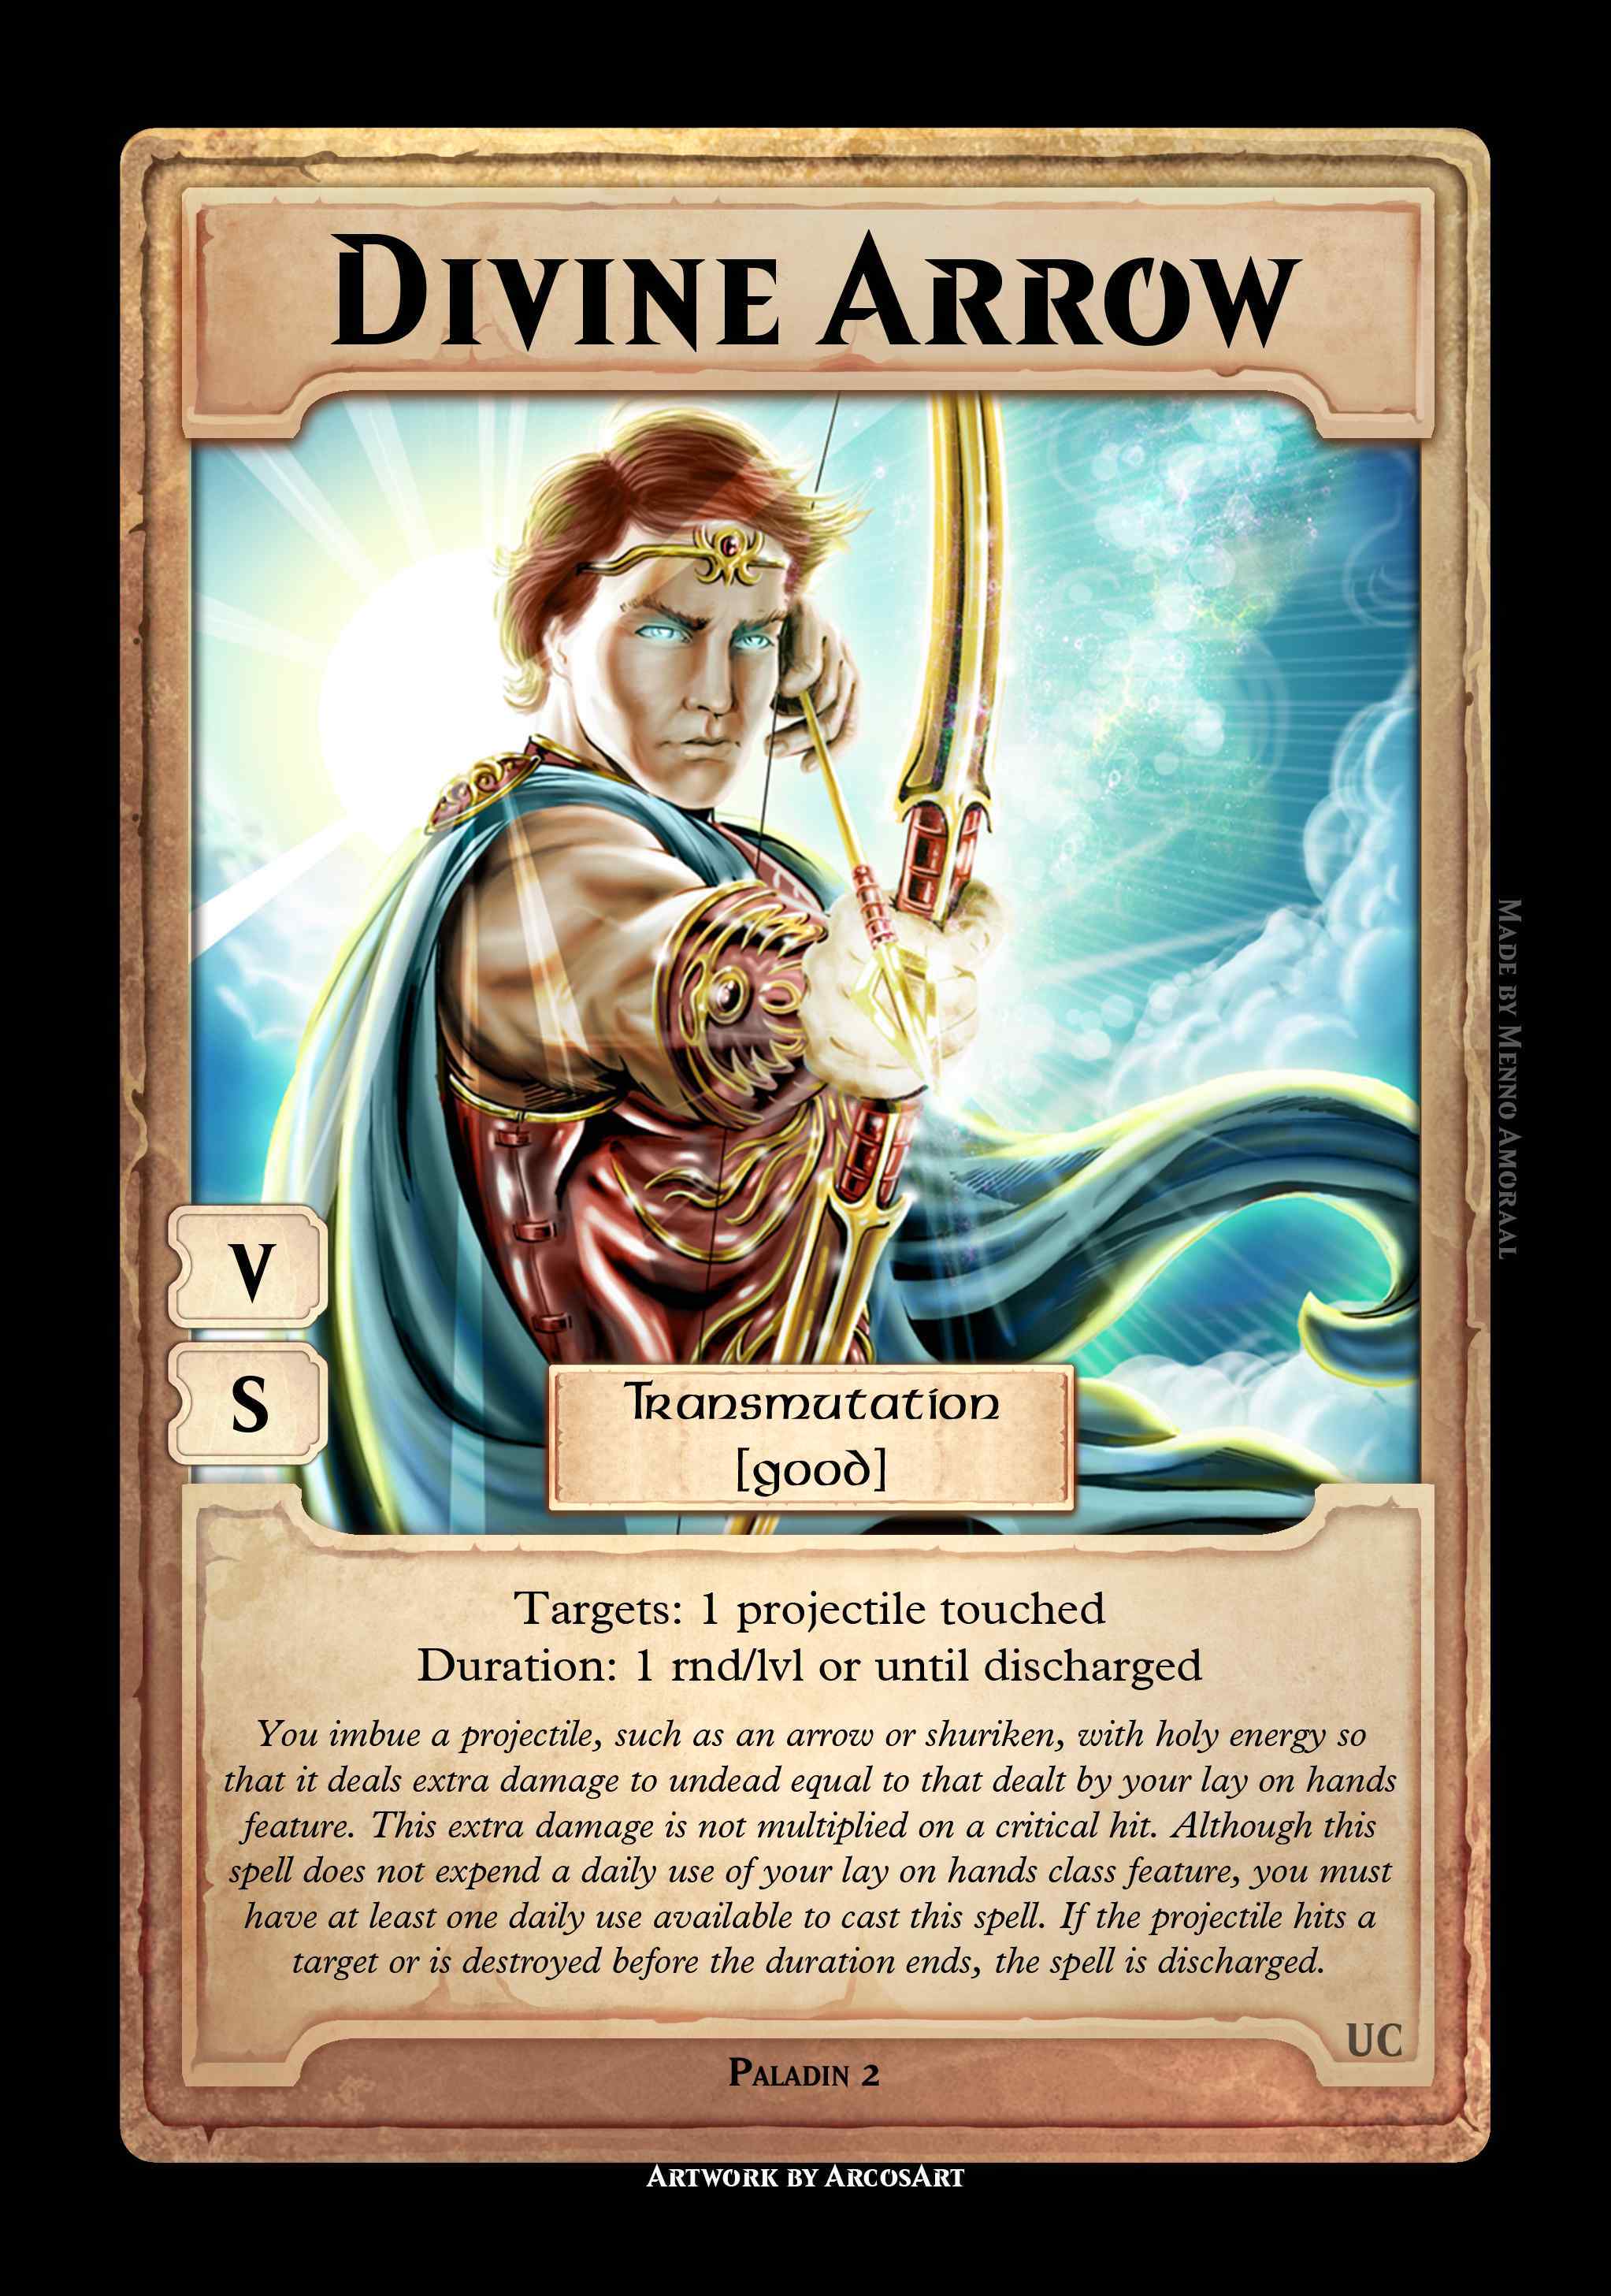 Divine Arrow
V
S
Transmutation
[good]
Targets: 1 projectile touched
Duration: 1 rnd/lvl or until discharged
You imbue a projectile, such as an arrow or shuriken, with holy energy so
that it deals extra damage to undead equal to that dealt by your lay on hands
feature. This extra damage is not multiplied on a critical hit. Although this
spell does not expend a daily use of your lay on hands class feature, you must
have at least one daily use available to cast this spell. If the projectile hits a
target or is destroyed before the duration ends, the spell is discharged.
UC
Paladin 2
Artwork by ArcosArt
Made by Menno Amoraal